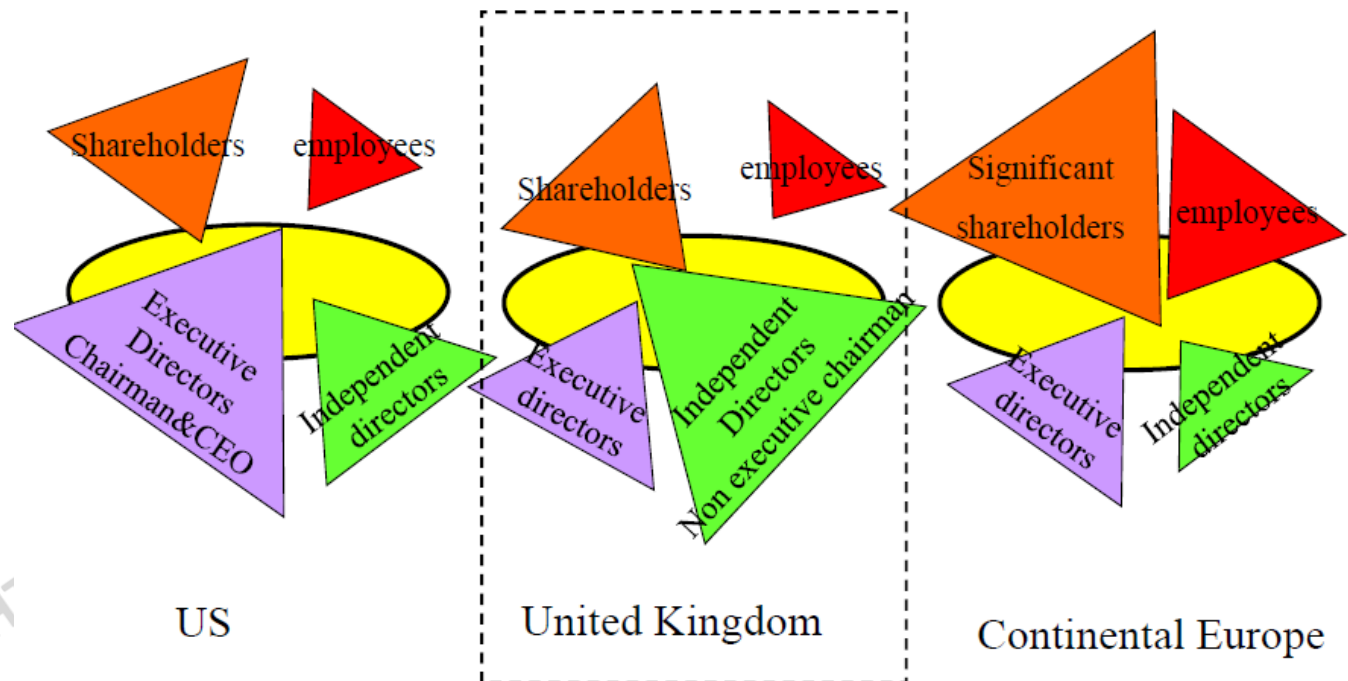 Shareholders
employees
Executive
Directors
Chairman&CEO
Independent
directors
US
Shareholders
employees
Executive
directors
Independent
Directors
Non executive chairman
United Kingdom
Significant
shareholders
employees
Executive
directors
Independent
directors
Continental Europe